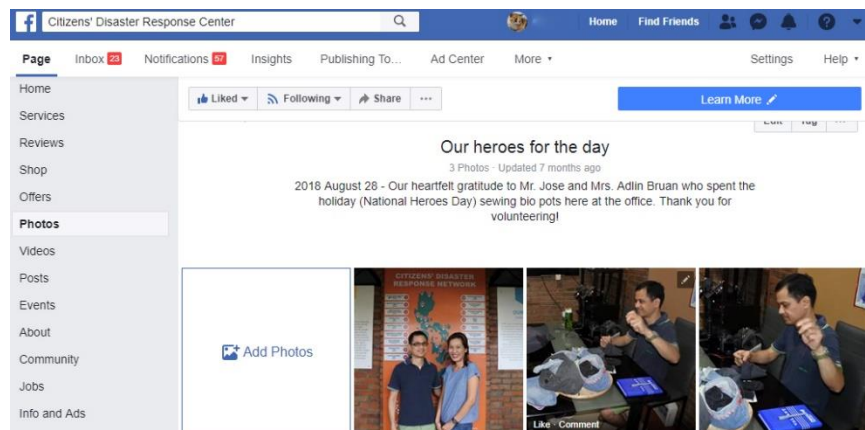 Citizens' Disaster Response Center
Home Find Friends
Page Inbox 23 Notifications 57 Insights Publishing To... Ad Center More Settings Help
Home
Services
Reviews
Shop
Offers
Photos
Videos
Posts
Events
About
Community
Jobs
Info and Ads
Liked Following Share ...
Learn More
Edit Tag ...
Our heroes for the day
3 Photos · Updated 7 months ago
2018 August 28 - Our heartfelt gratitude to Mr. Jose and Mrs. Adlin Bruan who spent the
holiday (National Heroes Day) sewing bio pots here at the office. Thank you for
volunteering!
Add Photos
CITIZENS' DISASTER
RESPONSE NETWORK
Like · Comment